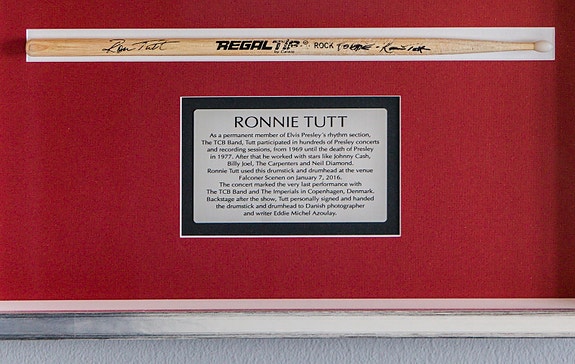 Ron Tutt REGAL TIP® by Calato ROCK
RONNIE TUTT
As a permanent member of Elvis Presley's rhythm section,
The TCB Band, Tutt participated in hundreds of Presley concerts
and recording sessions, from 1969 until the death of Presley
in 1977. After that he worked with stars like Johnny Cash,
Billy Joel, The Carpenters and Neil Diamond.
Ronnie Tutt used this drumstick and drumhead at the venue
Falconer Scenen on January 7, 2016.
The concert marked the very last performance with
The TCB Band and The Imperials in Copenhagen, Denmark.
Backstage after the show, Tutt personally signed and handed
the drumstick and drumhead to Danish photographer
and writer Eddie Michel Azoulay.